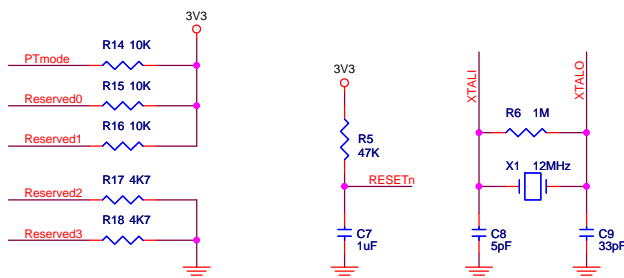 3V3
R14 10K
PTmode
R15 10K
Reserved0
R16 10K
Reserved1
R17 4K7
Reserved2
R18 4K7
Reserved3
3V3
R5
47K
RESETn
C7
1uF
XTALI
XTALO
R6 1M
X1 12MHz
C8
5pF
C9
33pF